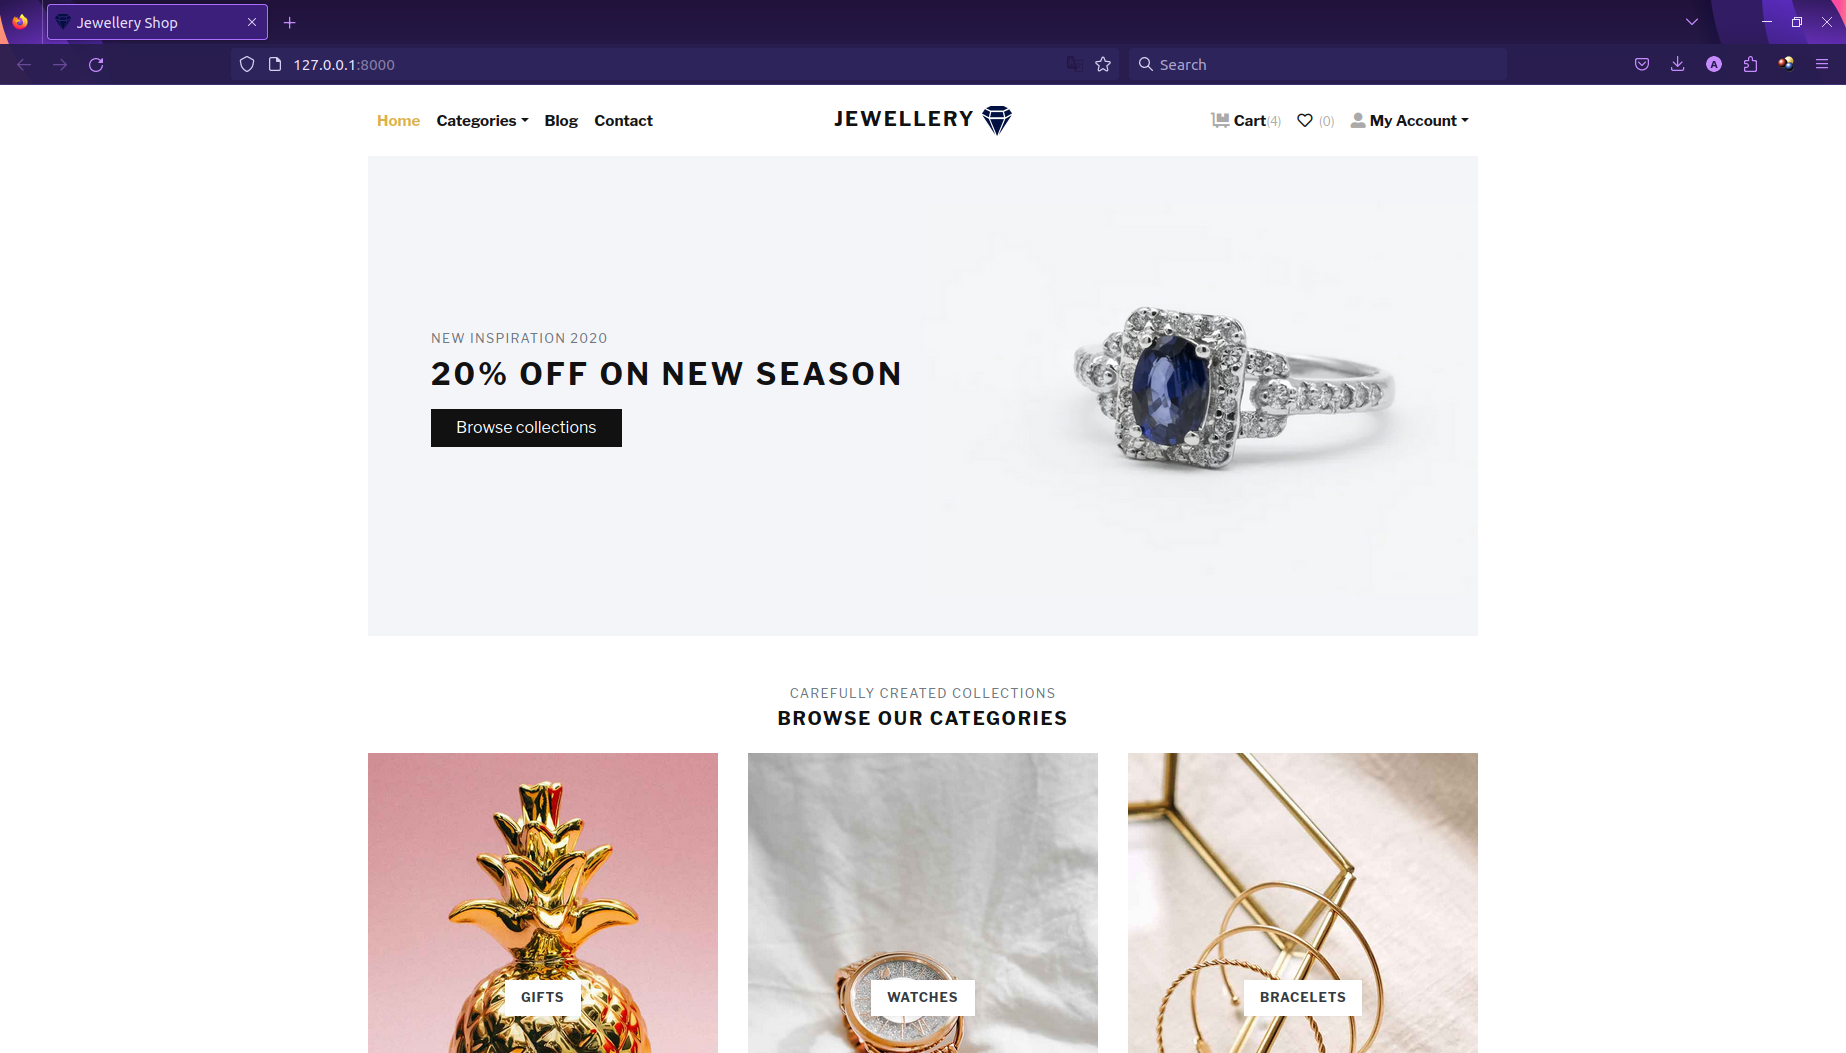 Jewellery Shop
127.0.0.1:8000
Search
A
Home Categories Blog Contact
JEWELLERY
Cart(4) (0) My Account
NEW INSPIRATION 2020
20% OFF ON NEW SEASON
Browse collections
CAREFULLY CREATED COLLECTIONS
BROWSE OUR CATEGORIES
GIFTS
WATCHES
BRACELETS